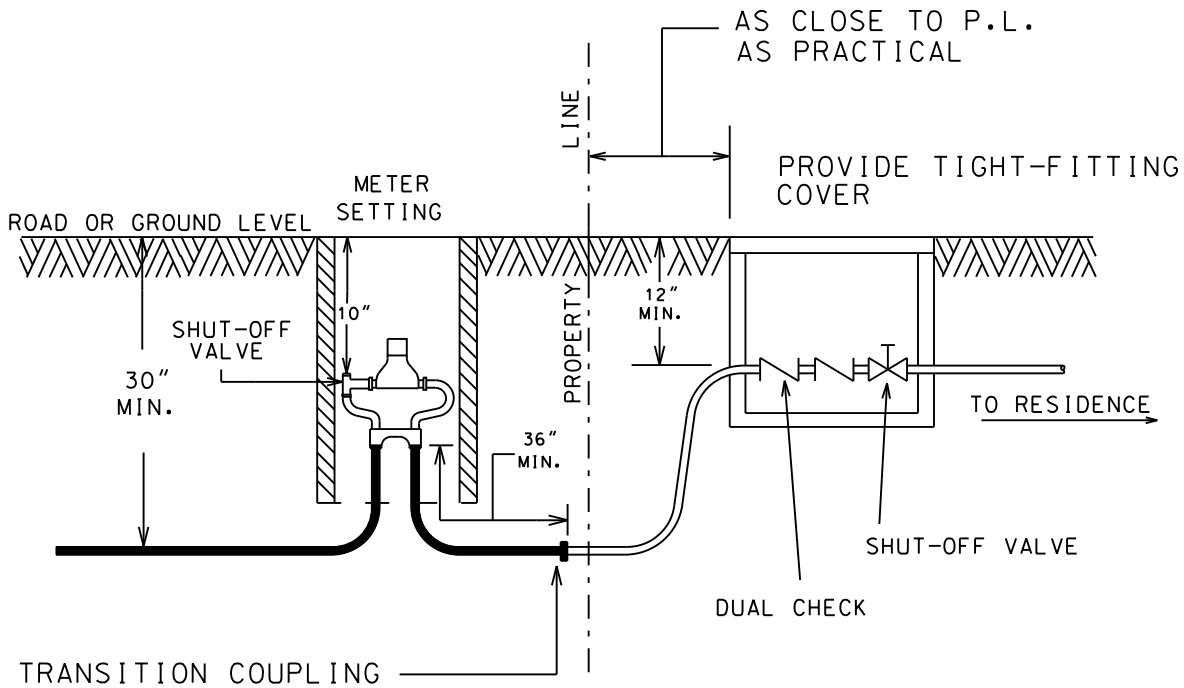 AS CLOSE TO P.L.
AS PRACTICAL
PROPERTY LINE
PROVIDE TIGHT-FITTING
COVER
METER
SETTING
ROAD OR GROUND LEVEL
10"
12"
MIN.
SHUT-OFF
VALVE
30"
MIN.
36"
MIN.
TO RESIDENCE
SHUT-OFF VALVE
DUAL CHECK
TRANSITION COUPLING